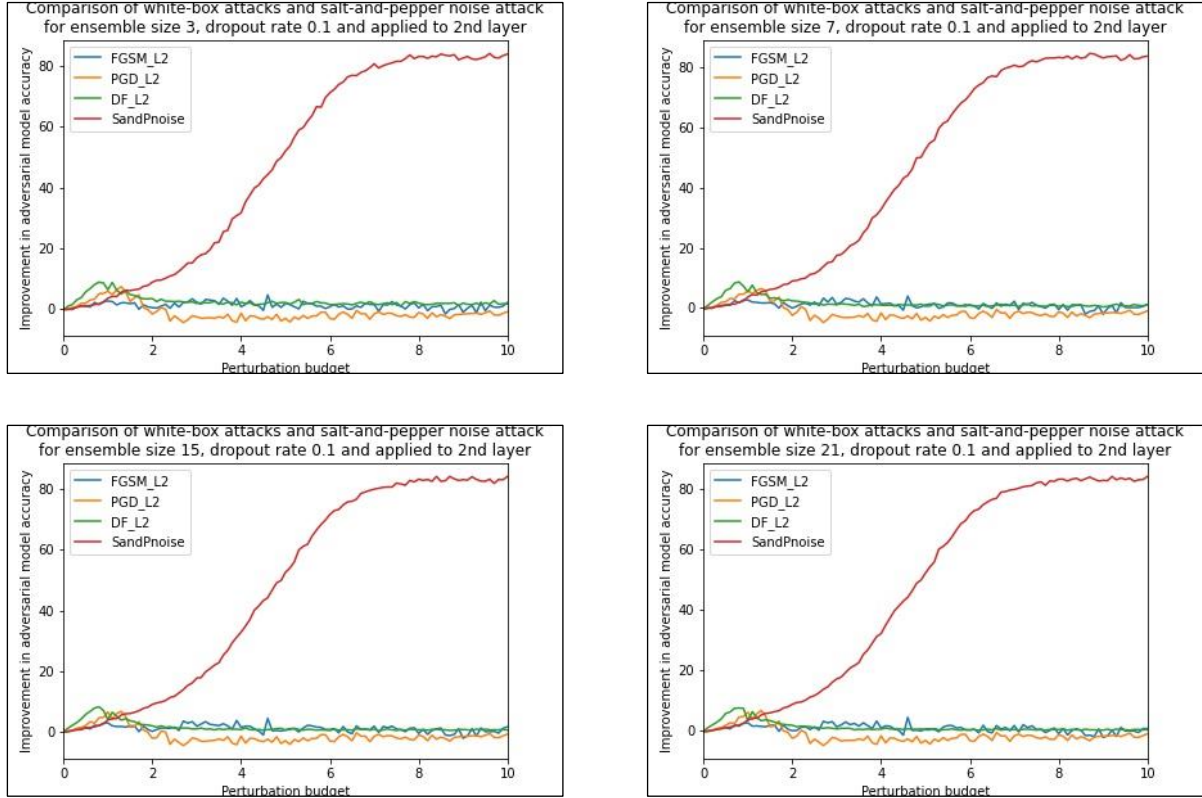 Comparison of white-box attacks and salt-and-pepper noise attack
for ensemble size 3, dropout rate 0.1 and applied to 2nd layer
Improvement in adversarial model accuracy
80
60
40
20
0
FGSM_L2
PGD_L2
DF_L2
SandPnoise
0 2 4 6 8 10
Perturbation budget
Comparison of white-box attacks and salt-and-pepper noise attack
for ensemble size 7, dropout rate 0.1 and applied to 2nd layer
Improvement in adversarial model accuracy
80
60
40
20
0
FGSM_L2
PGD_L2
DF_L2
SandPnoise
0 2 4 6 8 10
Perturbation budget
Comparison of white-box attacks and salt-and-pepper noise attack
for ensemble size 15, dropout rate 0.1 and applied to 2nd layer
Improvement in adversarial model accuracy
80
60
40
20
0
FGSM_L2
PGD_L2
DF_L2
SandPnoise
0 2 4 6 8 10
Perturbation budget
Comparison of white-box attacks and salt-and-pepper noise attack
for ensemble size 21, dropout rate 0.1 and applied to 2nd layer
Improvement in adversarial model accuracy
80
60
40
20
0
FGSM_L2
PGD_L2
DF_L2
SandPnoise
0 2 4 6 8 10
Perturbation budget